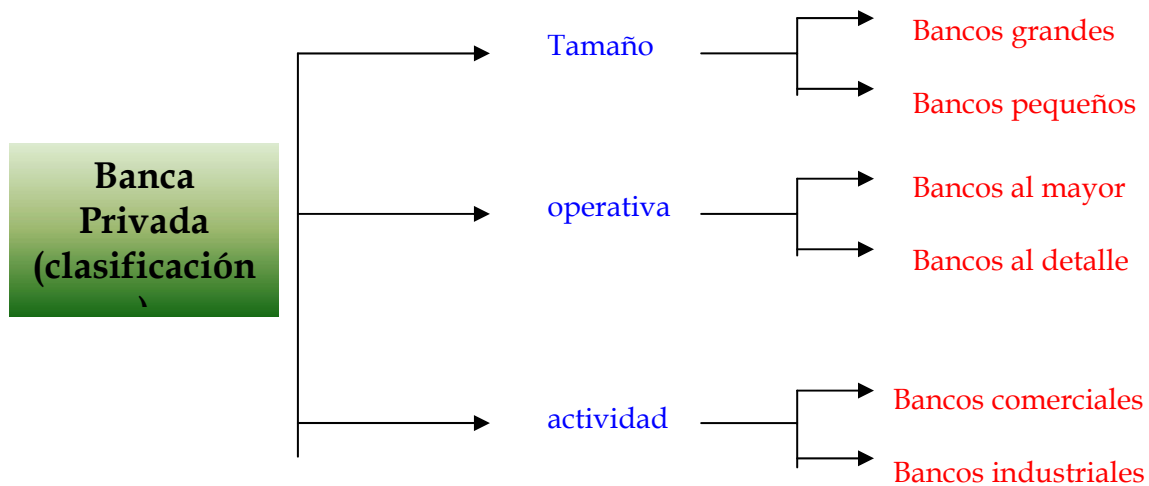 Banca
Privada
(clasificación
)
Tamaño
Bancos grandes
Bancos pequeños
operativa
Bancos al mayor
Bancos al detalle
actividad
Bancos comerciales
Bancos industriales